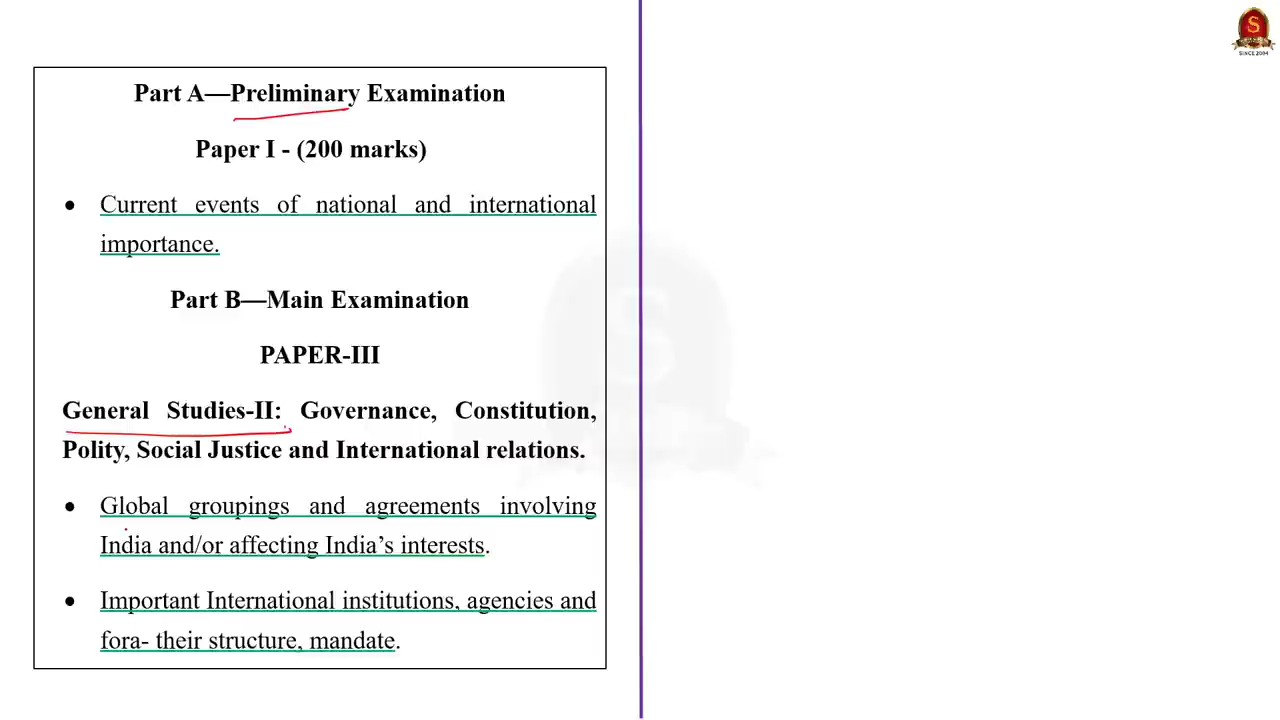 Part A—Preliminary Examination
Paper I - (200 marks)
• Current events of national and international
importance.
Part B—Main Examination
PAPER-III
General Studies-II: Governance, Constitution,
Polity, Social Justice and International relations.
• Global groupings and agreements involving
India and/or affecting India’s interests.
• Important International institutions, agencies and
fora- their structure, mandate.
S
SINCE 2004